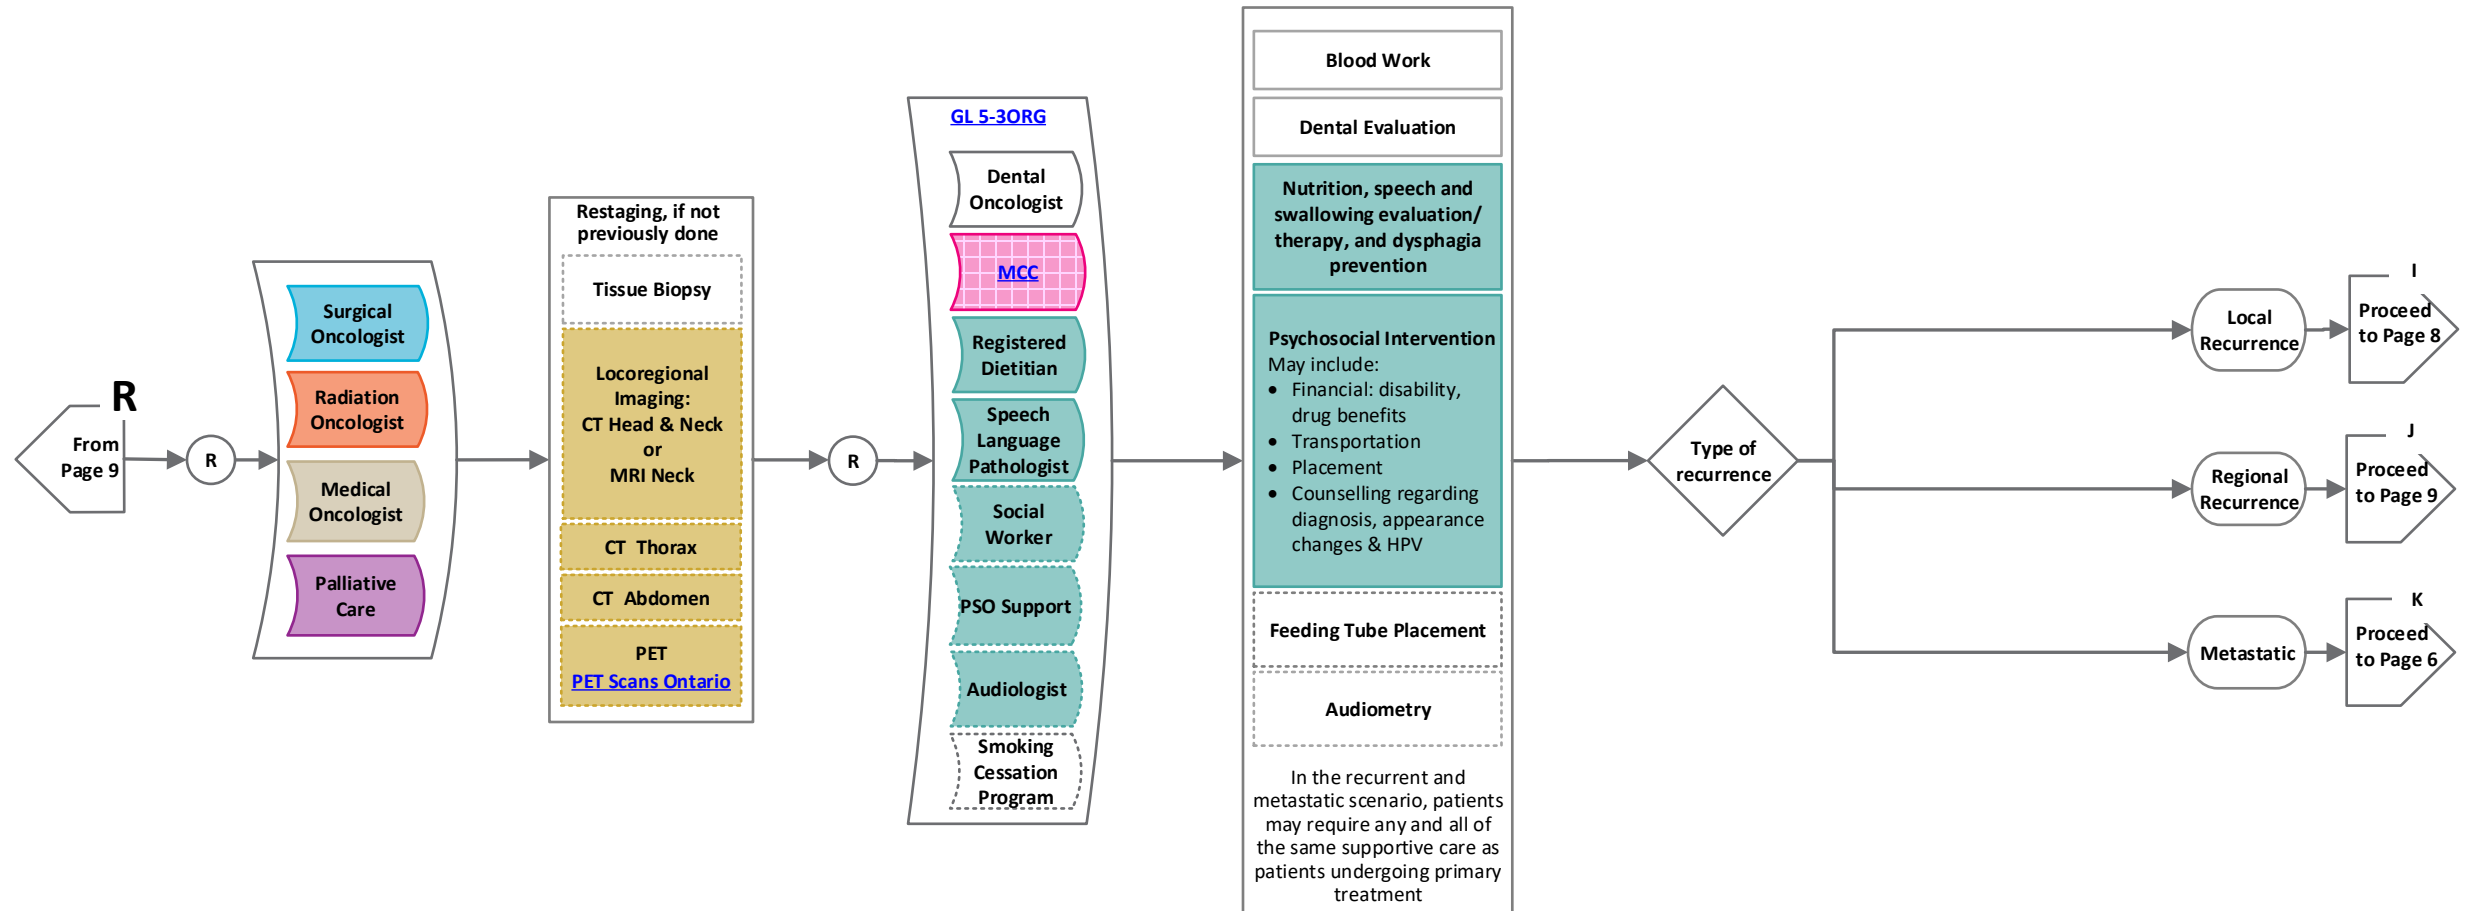 R
From
Page 9
R
Surgical
Oncologist
Radiation
Oncologist
Medical
Oncologist
Palliative
Care
Restaging, if not
previously done
Tissue Biopsy
Locoregional
Imaging:
CT Head & Neck
or
MRI Neck
CT Thorax
CT Abdomen
PET
PET Scans Ontario
R
GL 5-3ORG
Dental
Oncologist
MCC
Registered
Dietitian
Speech
Language
Pathologist
Social
Worker
PSO Support
Audiologist
Smoking
Cessation
Program
Blood Work
Dental Evaluation
Nutrition, speech and
swallowing evaluation/
therapy, and dysphagia
prevention
Psychosocial Intervention
May include:
• Financial: disability,
drug benefits
• Transportation
• Placement
• Counselling regarding
diagnosis, appearance
changes & HPV
Feeding Tube Placement
Audiometry
In the recurrent and
metastatic scenario, patients
may require any and all of
the same supportive care as
patients undergoing primary
treatment
Type of
recurrence
Local
Recurrence
I
Proceed
to Page 8
Regional
Recurrence
J
Proceed
to Page 9
Metastatic
K
Proceed
to Page 6